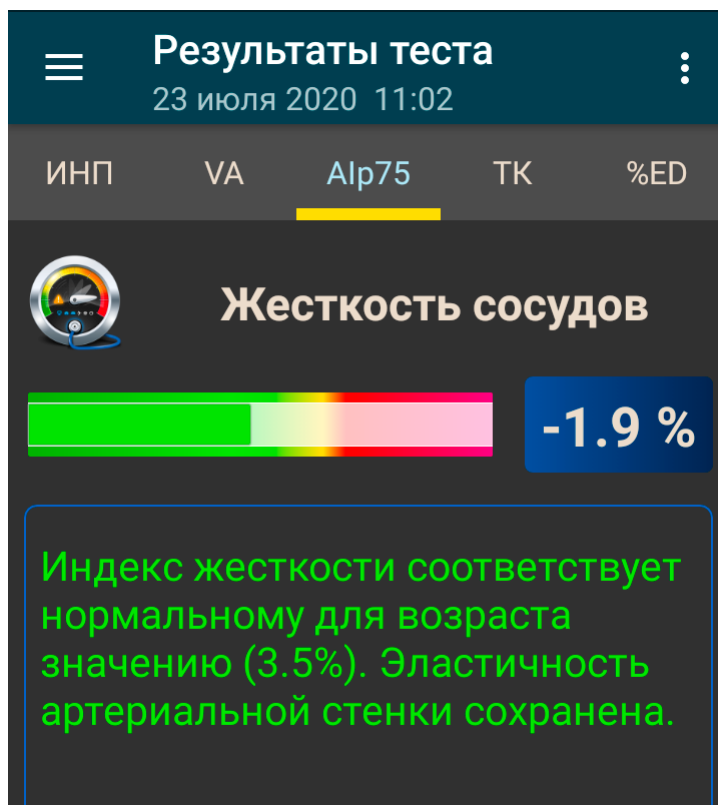 Результаты теста
23 июля 2020 11:02
ИНП VA AIp75 ТК %ED
Жесткость сосудов
-1.9 %
Индекс жесткости соответствует
нормальному для возраста
значению (3.5%). Эластичность
артериальной стенки сохранена.